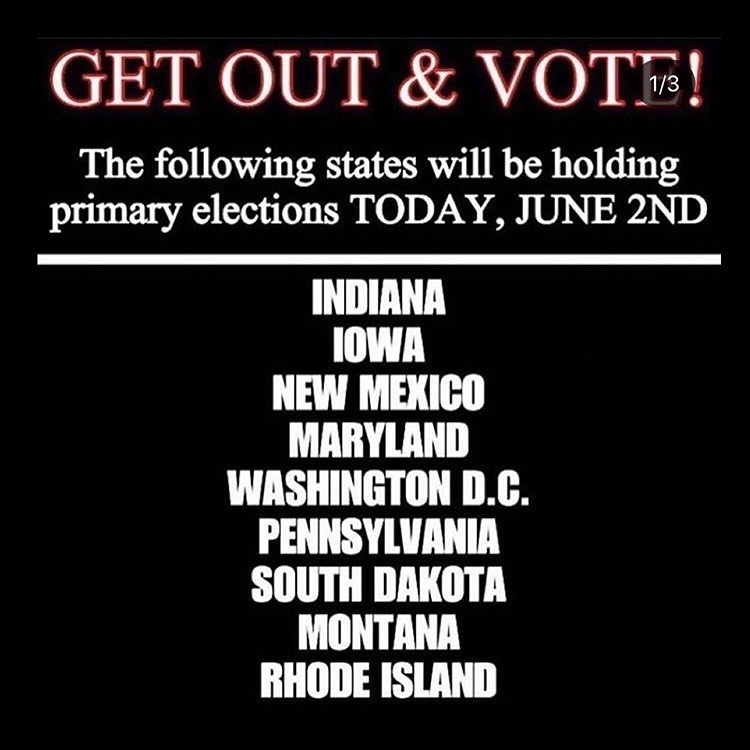 GET OUT & VOTE!
1/3
The following states will be holding
primary elections TODAY, JUNE 2ND
INDIANA
IOWA
NEW MEXICO
MARYLAND
WASHINGTON D.C.
PENNSYLVANIA
SOUTH DAKOTA
MONTANA
RHODE ISLAND